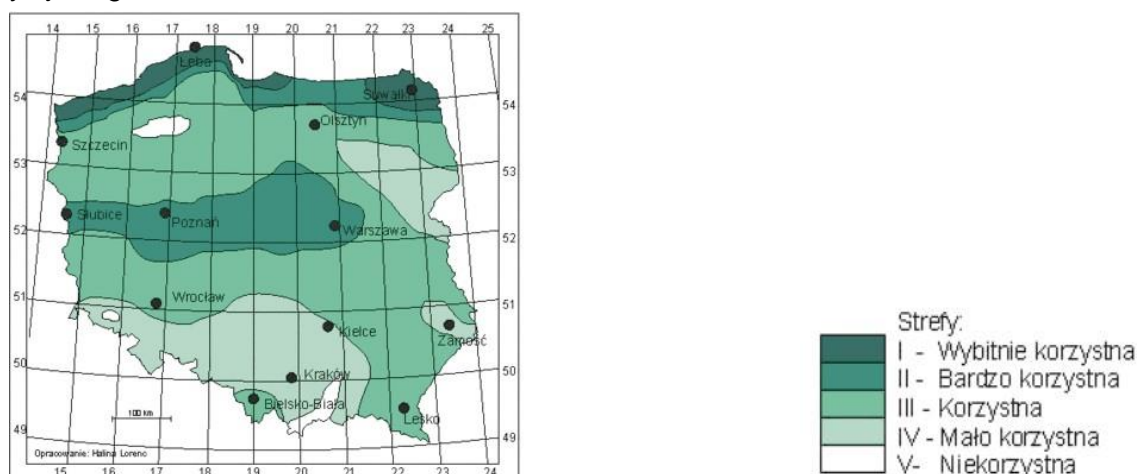 14 15 16 17 18 19 20 21 22 23 24 25
Łeba
54 Suwałki 54
Olsztyn
Szczecin
53 53
Słubice Poznań
52 Warszawa 52
51 Wrocław 51
Kielce Zamość
50 Kraków 50
Bielsko-Biała
100 km Lesko
49 49
Opracowanie: Halina Lorenc
15 16 17 18 19 20 21 22 23 24
Strefy:
I - Wybitnie korzystna
II - Bardzo korzystna
III - Korzystna
IV - Mało korzystna
V- Niekorzystna